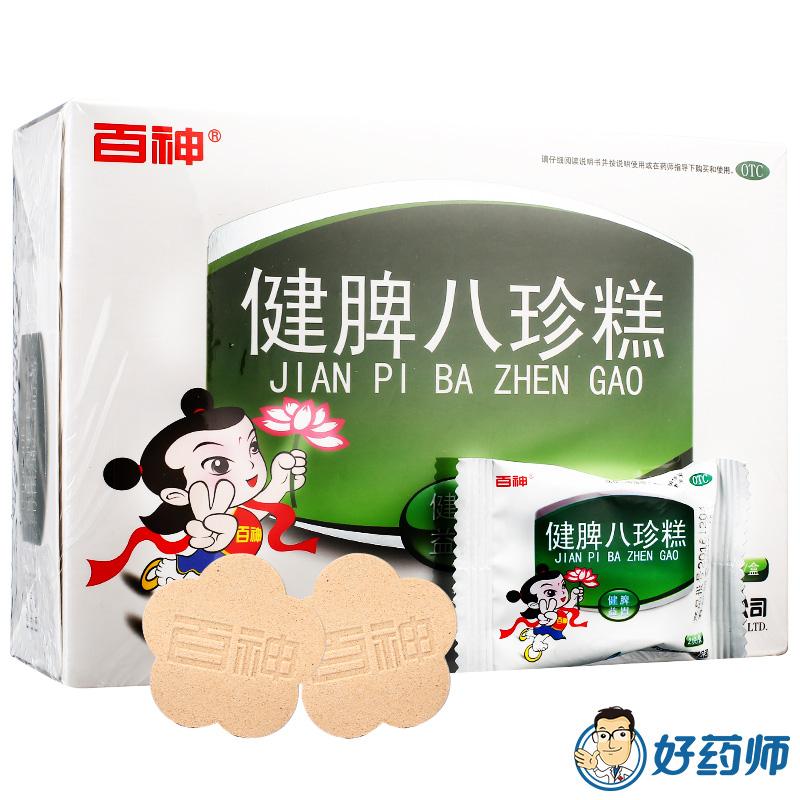 百神®
请仔细阅读说明书并按说明使用或在药师指导下购买和使用。
OTC
健脾八珍糕
JIAN PI BA ZHEN GAO
百神
百神
百神
百神
OTC
健脾八珍糕
JIAN PI BA ZHEN GAO
健脾
益胃
百神
盒
司
LTD.
好药师